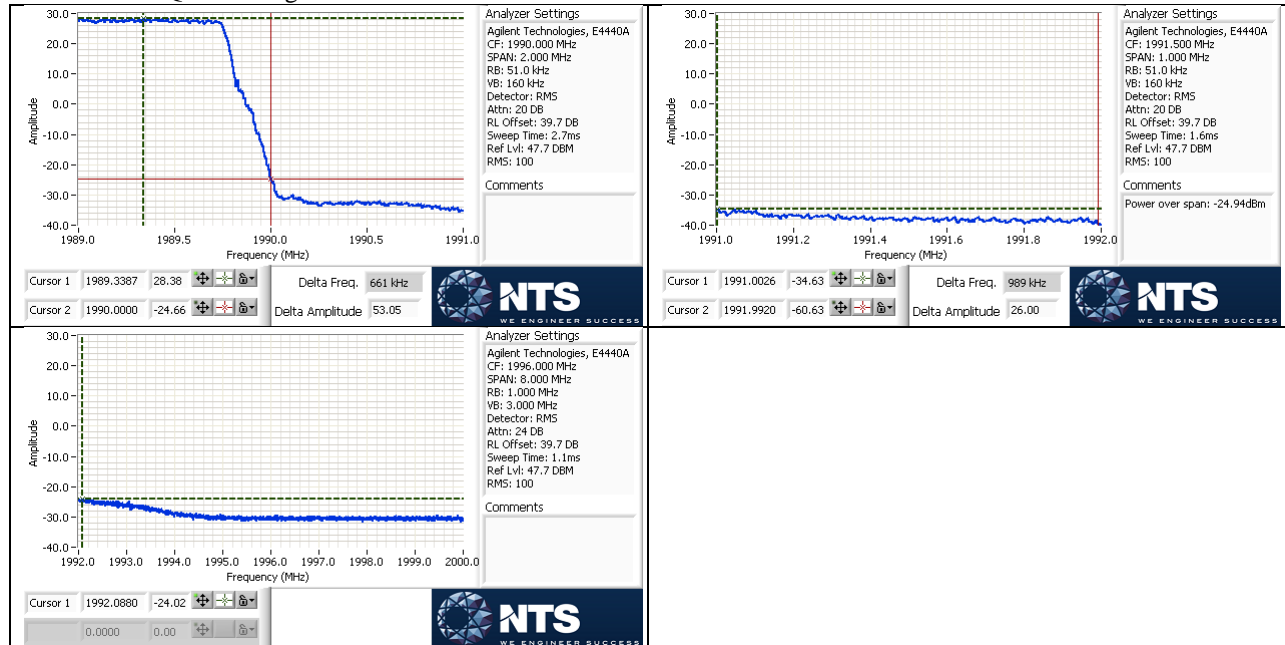 30.0
20.0
10.0
0.0
-10.0
-20.0
-30.0
-40.0
Amplitude
1989.0 1989.5 1990.0 1990.5 1991.0
Frequency (MHz)
Analyzer Settings
Agilent Technologies, E4440A
CF: 1990.000 MHz
SPAN: 2.000 MHz
RB: 51.0 kHz
VB: 160 kHz
Detector: RMS
Attn: 20 DB
RL Offset: 39.7 DB
Sweep Time: 2.7ms
Ref Lvl: 47.7 DBM
RMS: 100
Comments
Cursor 1 1989.3387 28.38
Cursor 2 1990.0000 -24.66
Delta Freq. 661 kHz
Delta Amplitude 53.05
NTS
WE ENGINEER SUCCESS
30.0
20.0
10.0
0.0
-10.0
-20.0
-30.0
-40.0
Amplitude
1991.0 1991.2 1991.4 1991.6 1991.8 1992.0
Frequency (MHz)
Analyzer Settings
Agilent Technologies, E4440A
CF: 1991.500 MHz
SPAN: 1.000 MHz
RB: 51.0 kHz
VB: 160 kHz
Detector: RMS
Attn: 20 DB
RL Offset: 39.7 DB
Sweep Time: 1.6ms
Ref Lvl: 47.7 DBM
RMS: 100
Comments
Power over span: -24.94dBm
Cursor 1 1991.0026 -34.63
Cursor 2 1991.9920 -60.63
Delta Freq. 989 kHz
Delta Amplitude 26.00
NTS
WE ENGINEER SUCCESS
30.0
20.0
10.0
0.0
-10.0
-20.0
-30.0
-40.0
Amplitude
1992.0 1993.0 1994.0 1995.0 1996.0 1997.0 1998.0 1999.0 2000.0
Frequency (MHz)
Analyzer Settings
Agilent Technologies, E4440A
CF: 1996.000 MHz
SPAN: 8.000 MHz
RB: 1.000 MHz
VB: 3.000 MHz
Detector: RMS
Attn: 24 DB
RL Offset: 39.7 DB
Sweep Time: 1.1ms
Ref Lvl: 47.7 DBM
RMS: 100
Comments
Cursor 1 1992.0880 -24.02
0.0000 0.00
NTS
WE ENGINEER SUCCESS